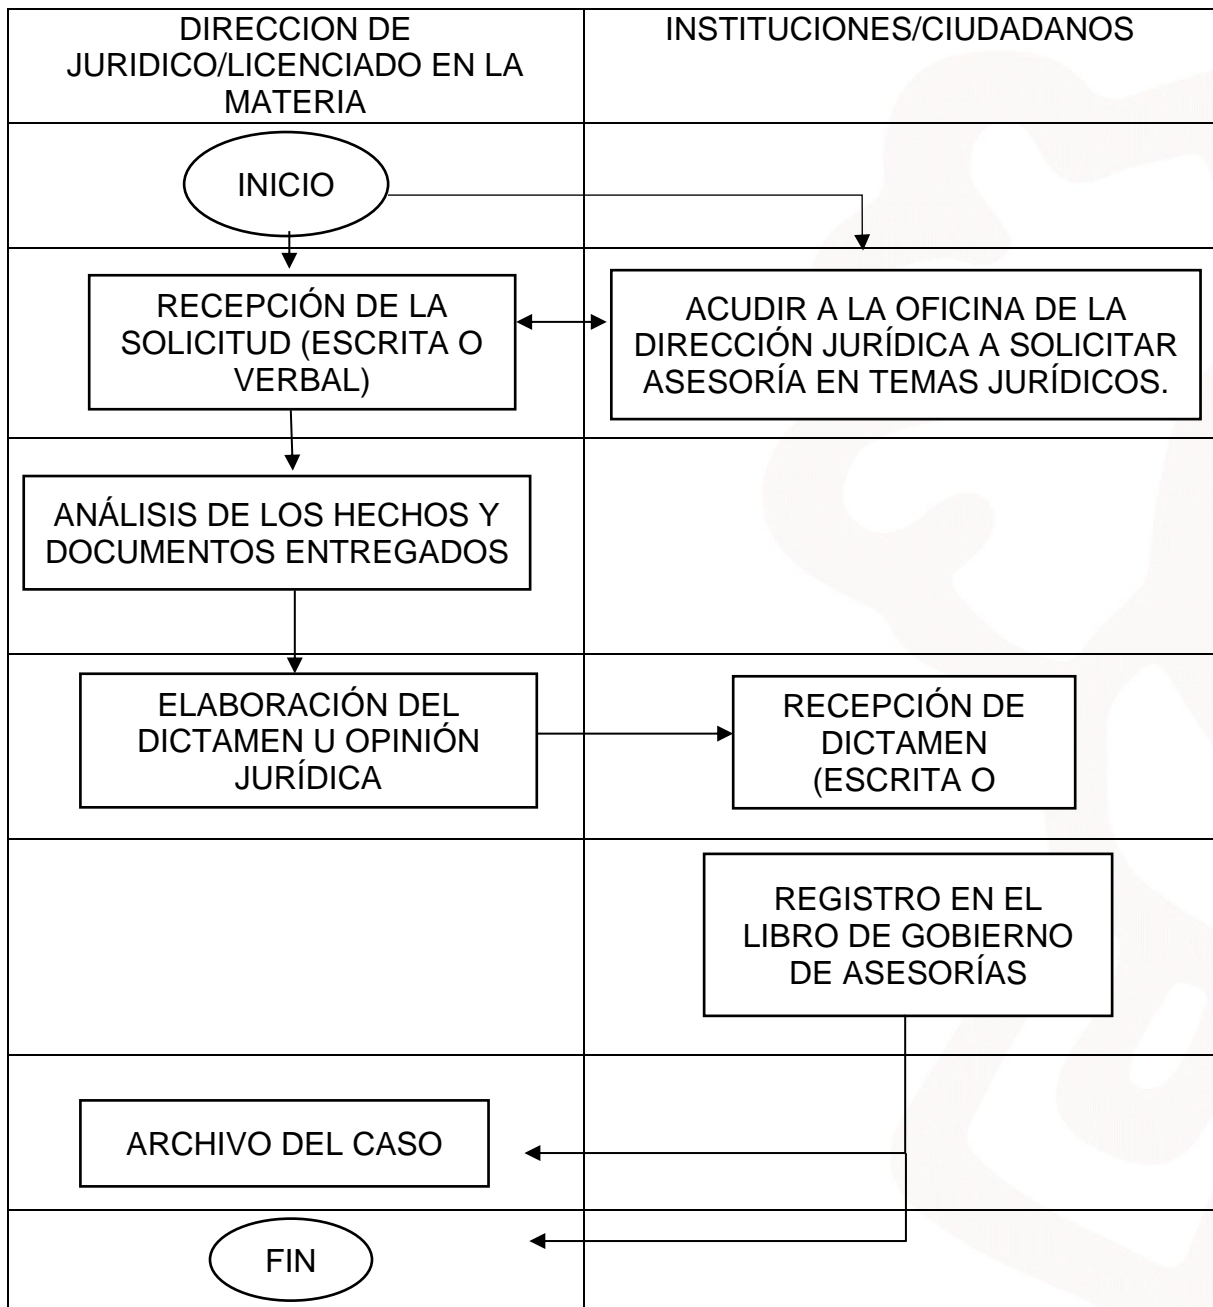 DIRECCION DE
JURIDICO/LICENCIADO EN LA
MATERIA
INSTITUCIONES/CIUDADANOS
INICIO
RECEPCIÓN DE LA
SOLICITUD (ESCRITA O
VERBAL)
ACUDIR A LA OFICINA DE LA
DIRECCIÓN JURÍDICA A SOLICITAR
ASESORÍA EN TEMAS JURÍDICOS.
ANÁLISIS DE LOS HECHOS Y
DOCUMENTOS ENTREGADOS
ELABORACIÓN DEL
DICTAMEN U OPINIÓN
JURÍDICA
RECEPCIÓN DE
DICTAMEN
(ESCRITA O
REGISTRO EN EL
LIBRO DE GOBIERNO
DE ASESORÍAS
ARCHIVO DEL CASO
FIN